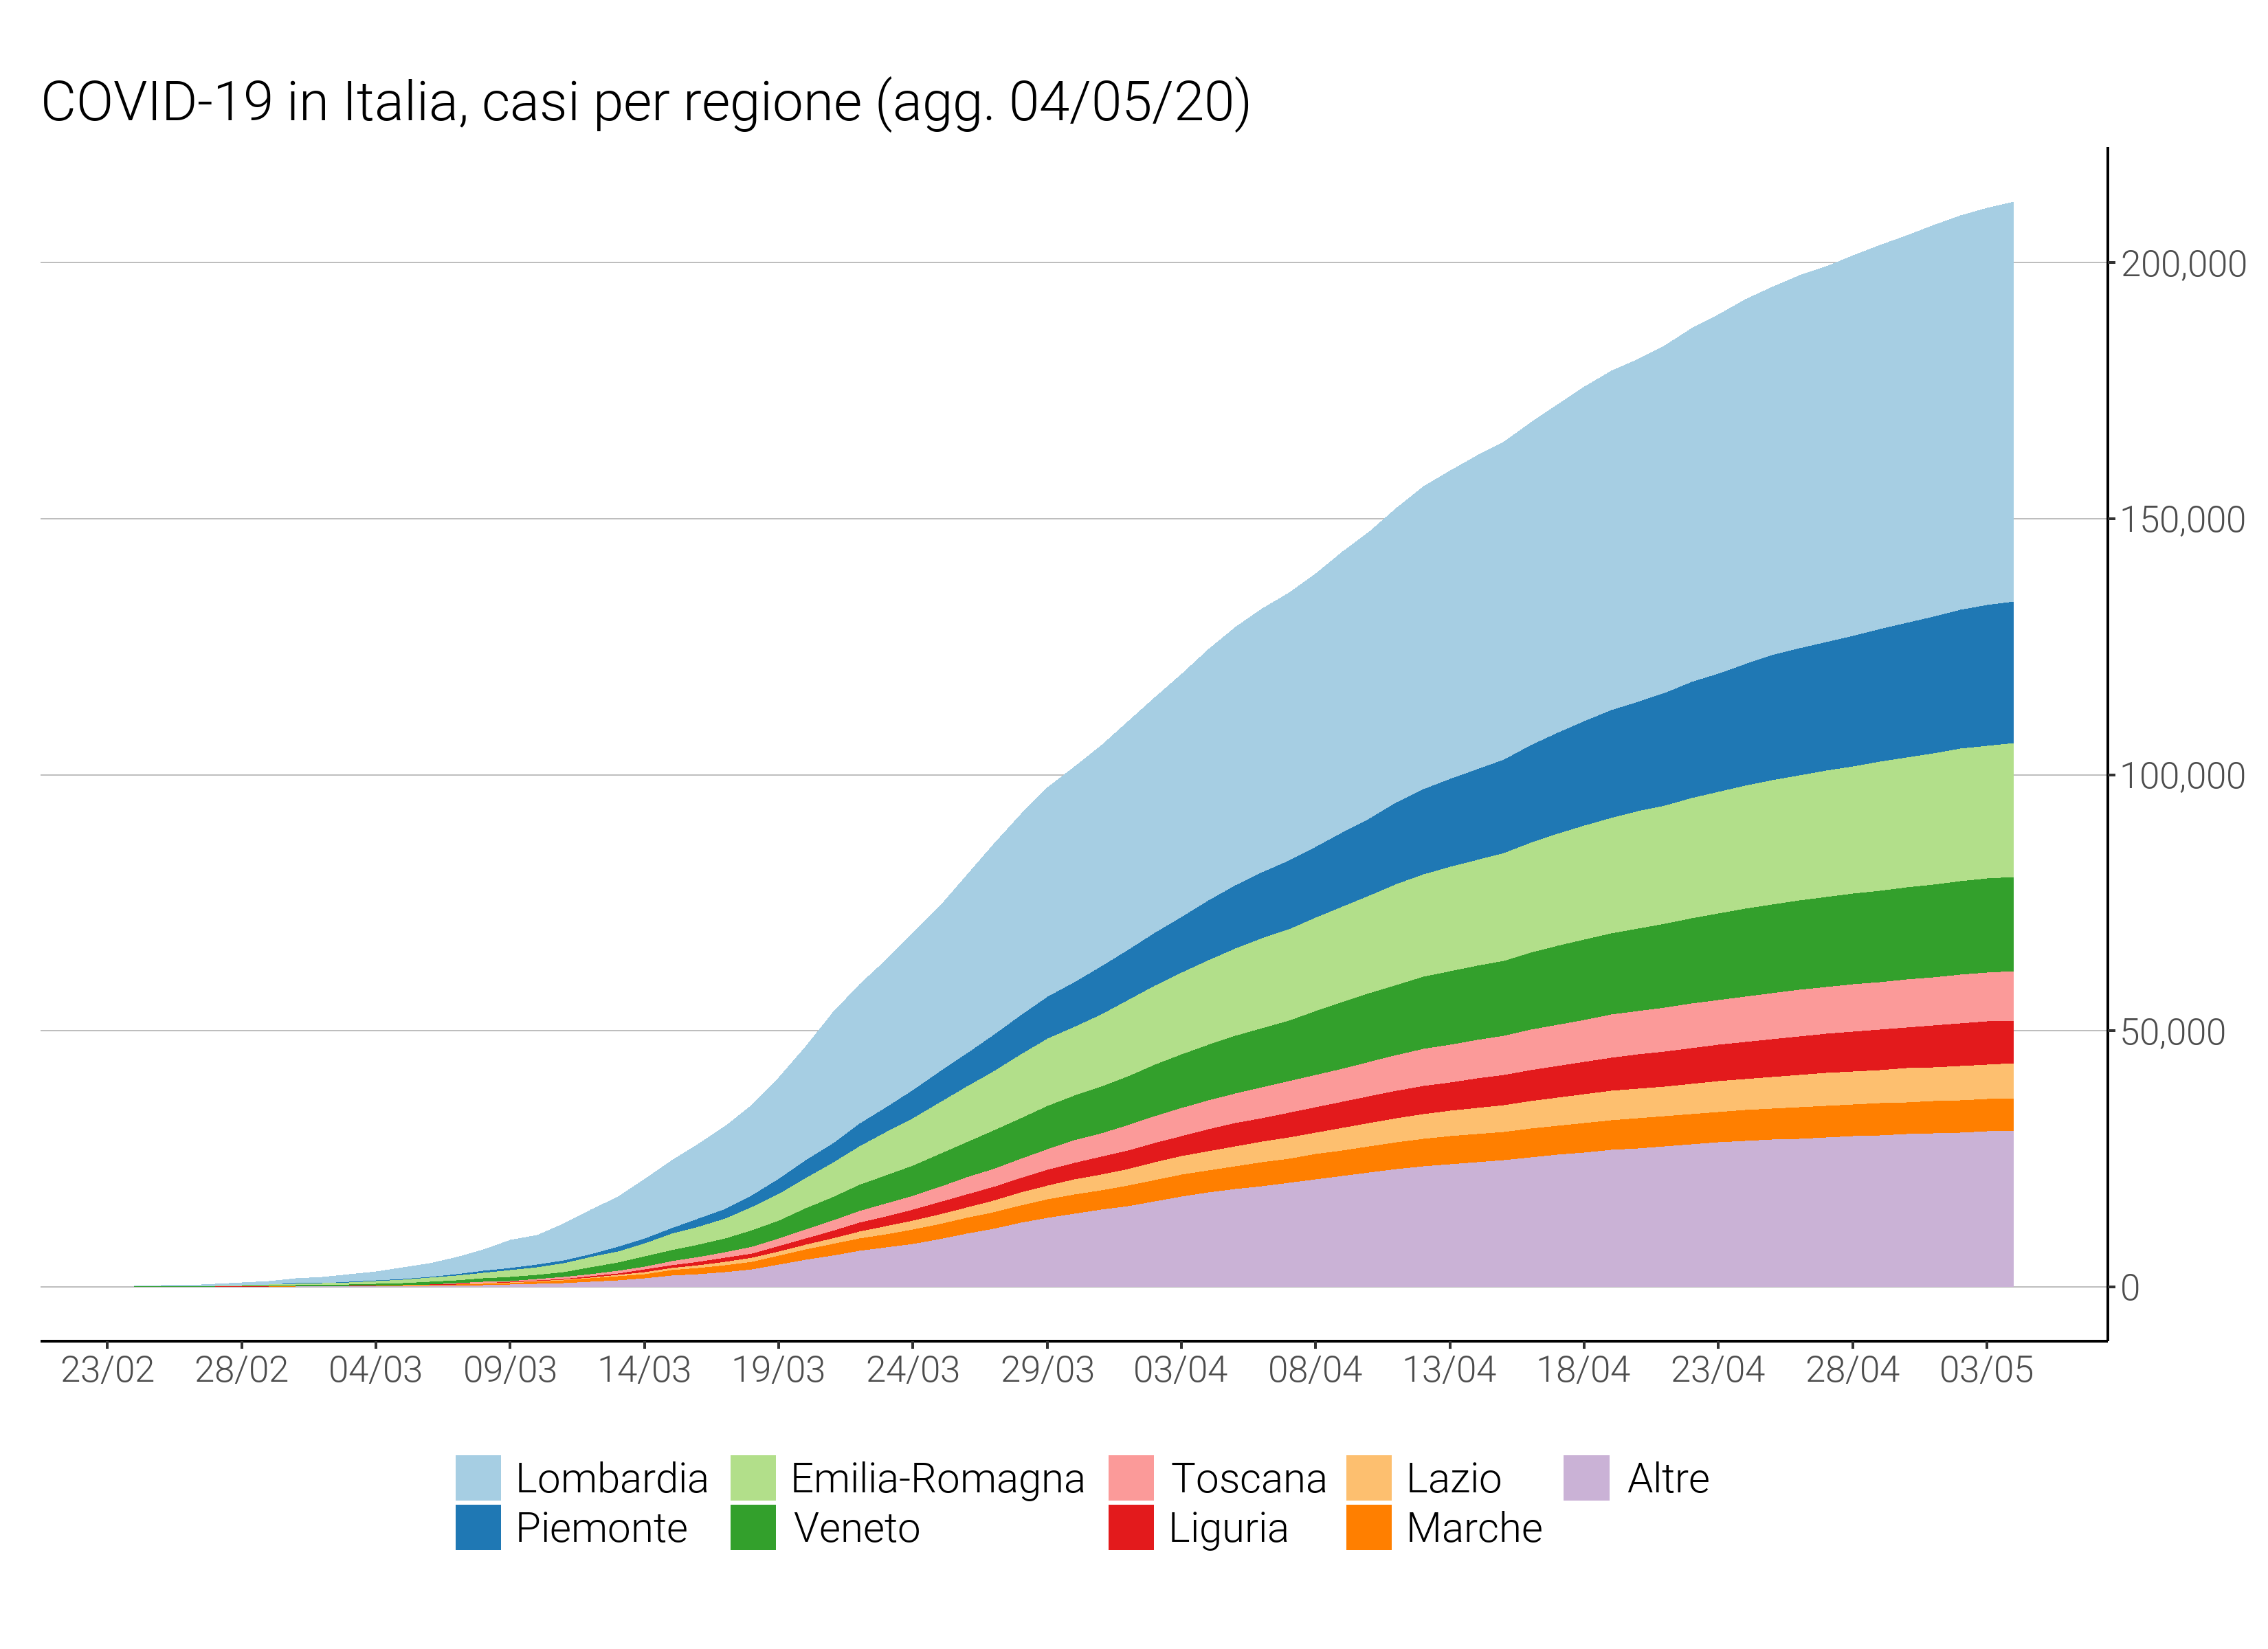 COVID-19 in Italia, casi per regione (agg. 04/05/20)
200,000
150,000
100,000
50,000
0
23/02 28/02 04/03 09/03 14/03 19/03 24/03 29/03 03/04 08/04 13/04 18/04 23/04 28/04 03/05
Lombardia Emilia-Romagna Toscana Lazio Altre
Piemonte Veneto Liguria Marche